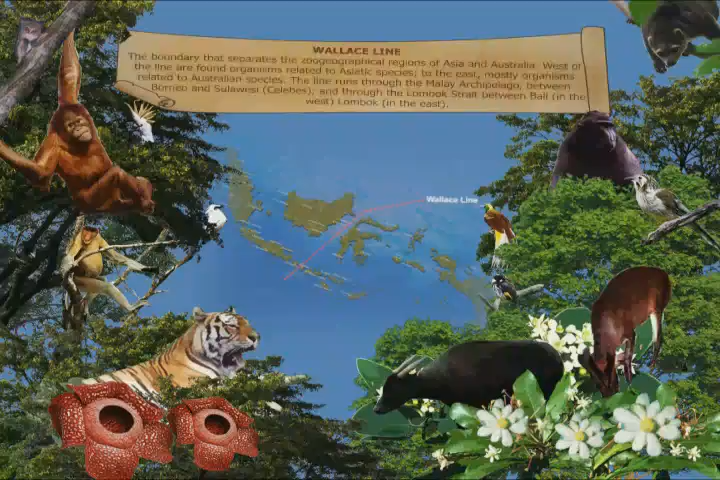 WALLACE LINE
The boundary that separates the zoogeographical regions of Asia and Australia. West of
the line are found organisms related to Asiatic species; to the east, mostly organisms
related to Australian species. The line runs through the Malay Archipelago, between
Borneo and Sulawesi (Celebes), and through the Lombok Strait between Bali (in the
west) Lombok (in the east).
Wallace Line